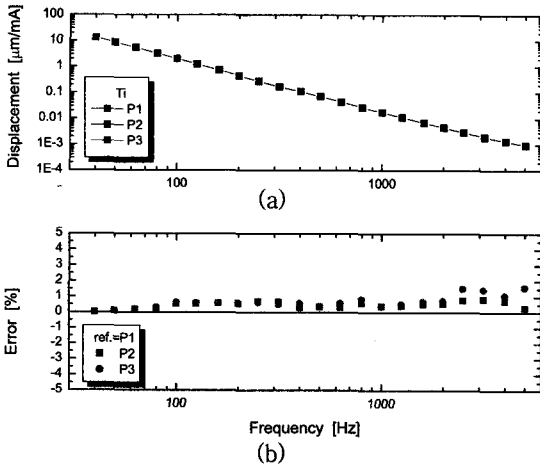 100
10
1
0.1
0.01
1E-3
1E-4
Displacement [μm/mA]
Ti
P1
P2
P3
100
1000
(a)
5
4
3
2
1
0
-1
-2
-3
-4
-5
Error [%]
ref.=P1
P2
P3
100
1000
Frequency [Hz]
(b)